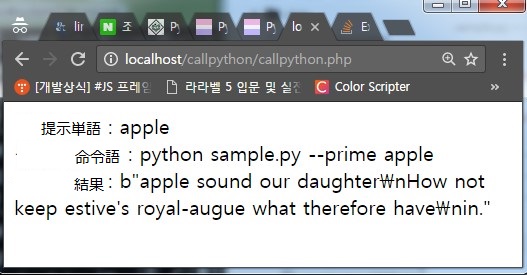 lir
조
Py
Py
P
lo
E
localhost/callpython/callpython.php
[개발상식] #JS 프레임
라라벨 5 입문 및 실전
Color Scripter
»
提示単語 : apple
命令語 : python sample.py --prime apple
結果 : b"apple sound our daughter₩nHow not
keep estive's royal-augue what therefore have₩nin."